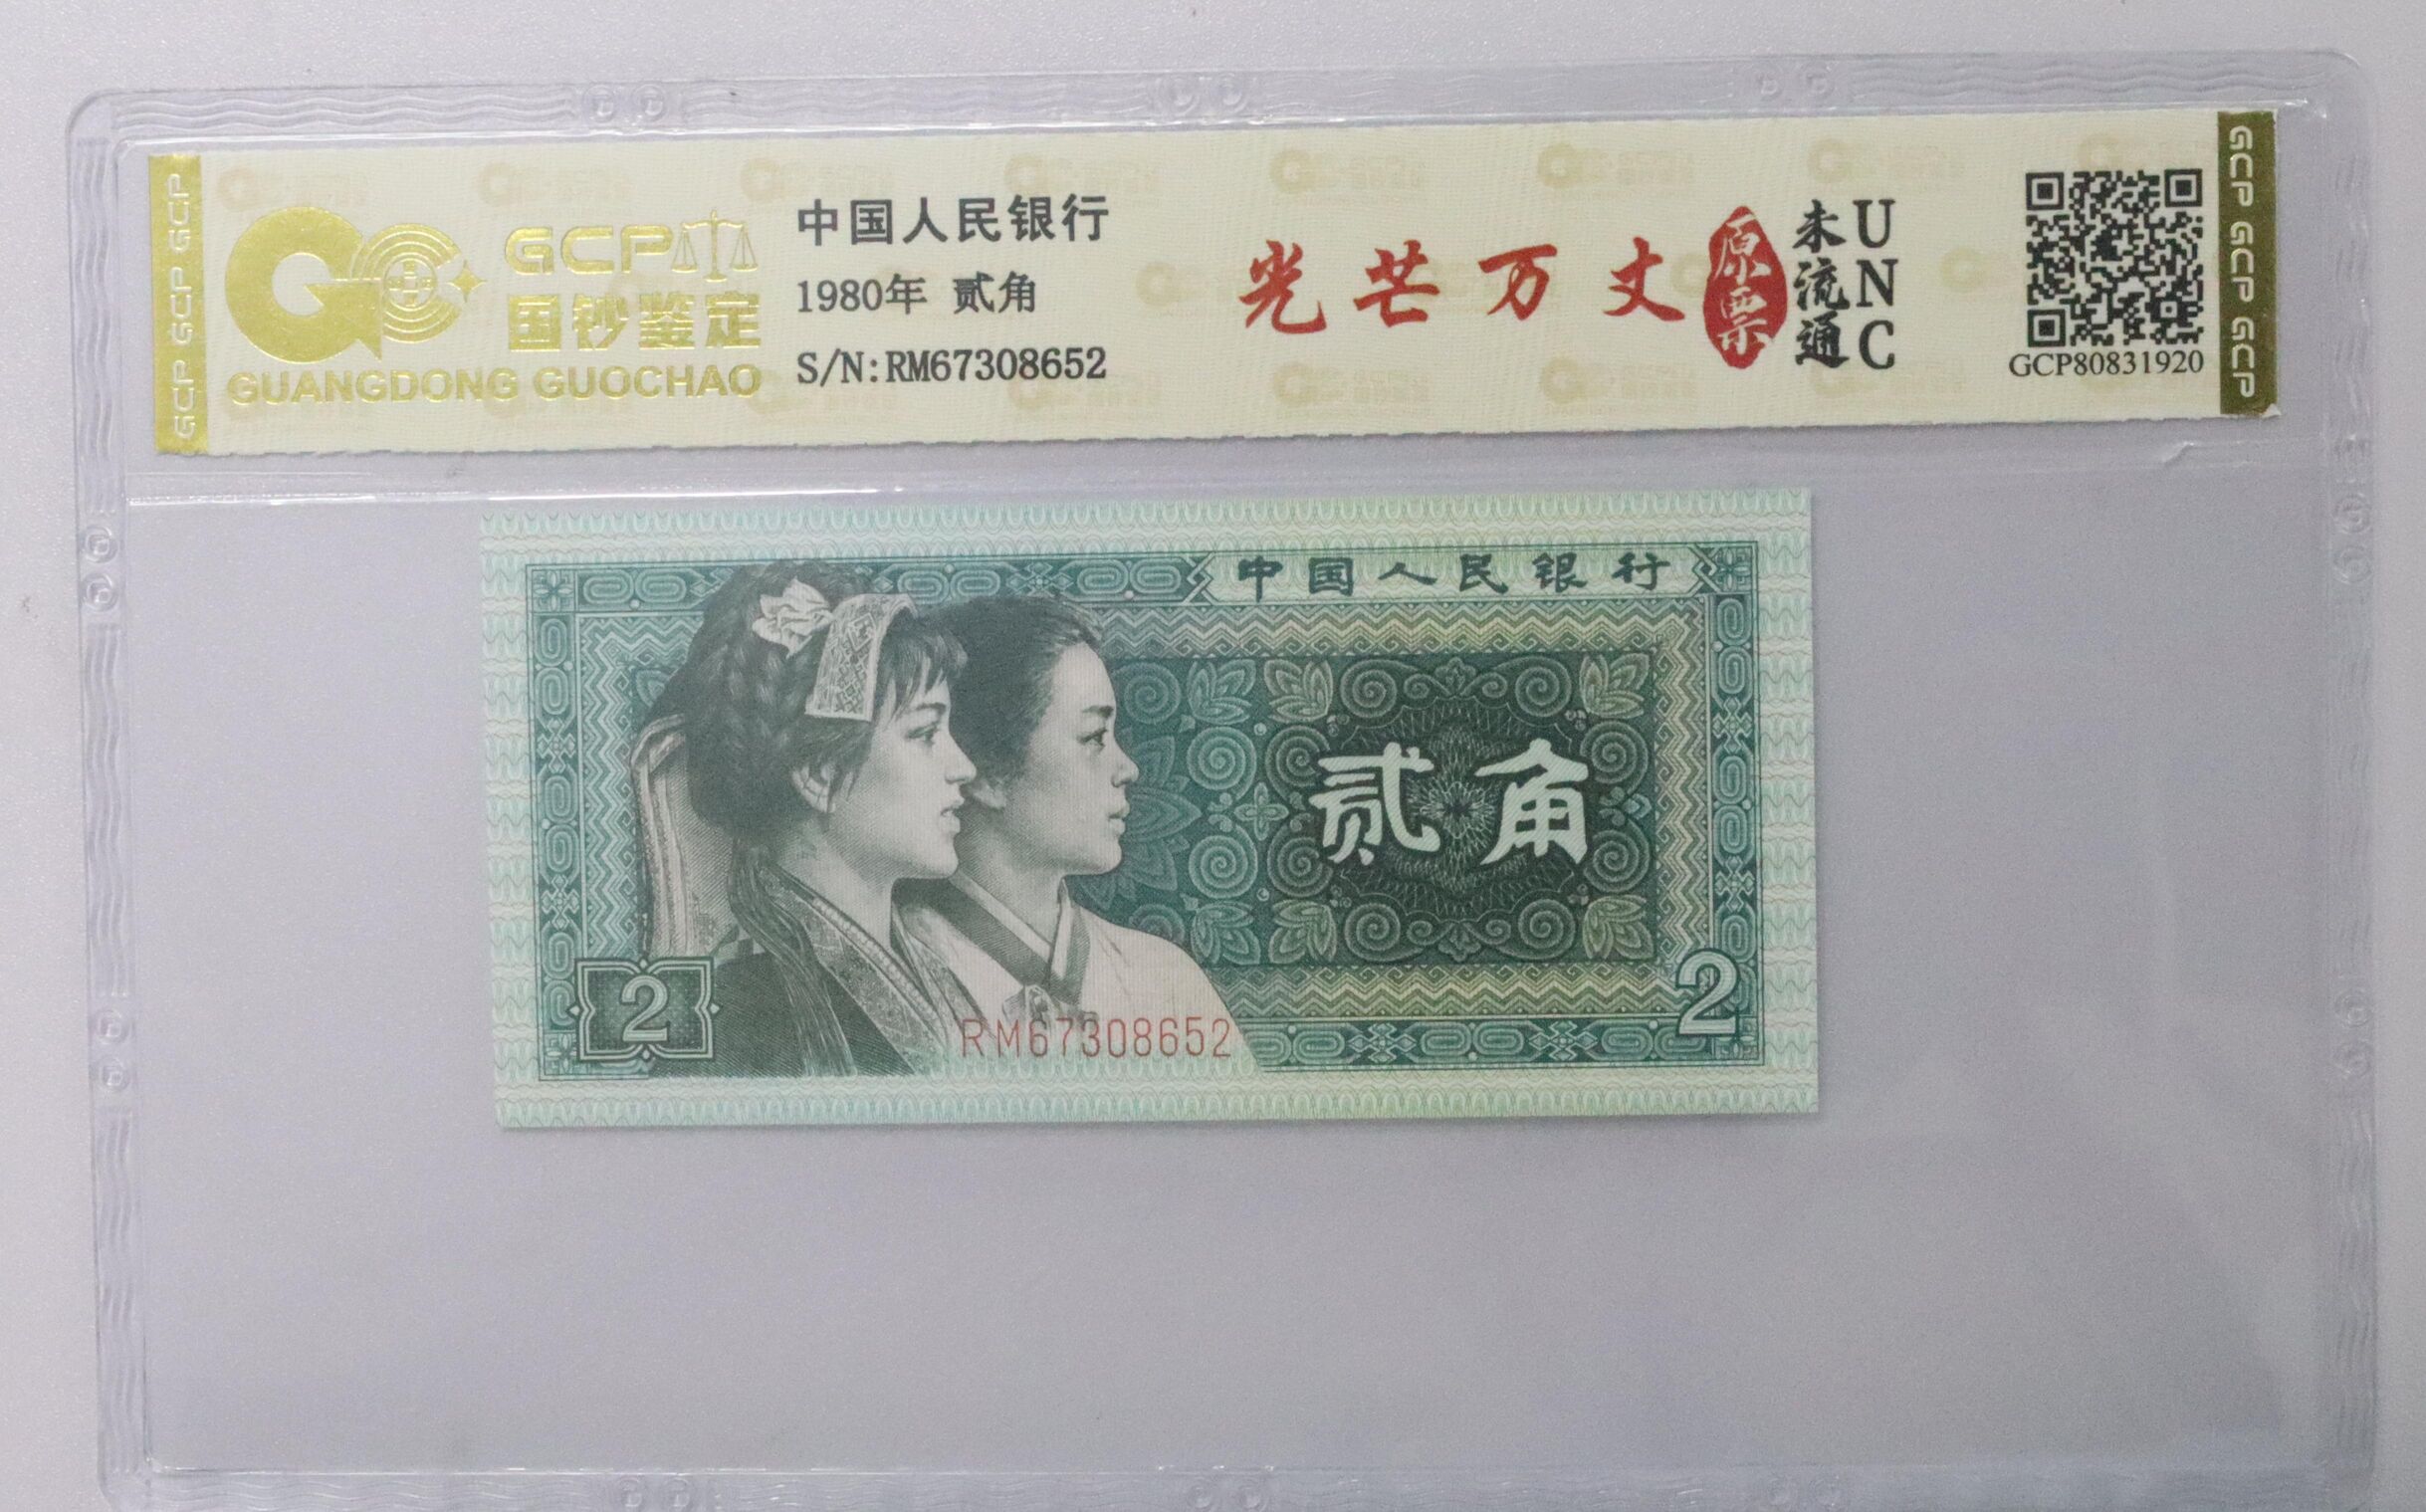 GCP GCP GCP
GCP
国钞鉴定
GUANGDONG GUOCHAO
中国人民银行
1980年 贰角
S/N:RM67308652
光芒万丈
原票
未流通
UNC
GCP80831920
GCP GCP GCP
中国人民银行
贰角
2
2
RM67308652